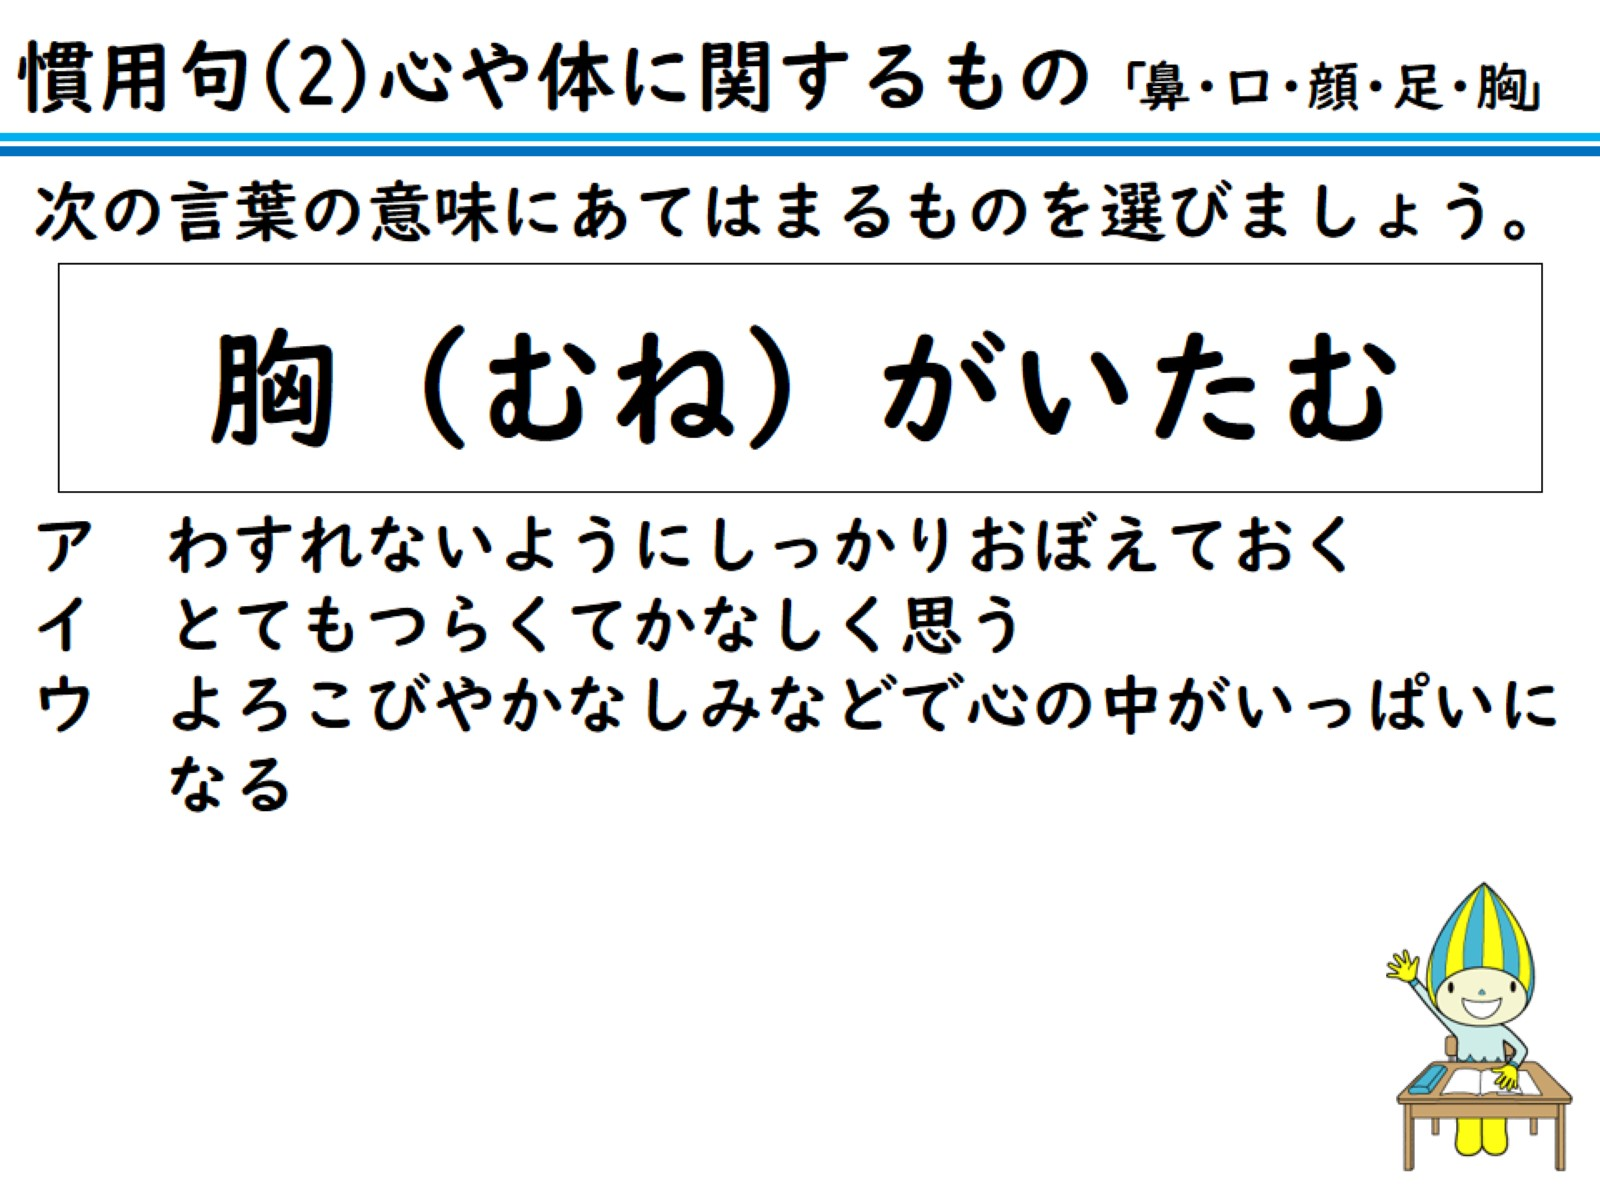 慣用句(2)心や体に関するもの「鼻・口・顔・足・胸」
次の言葉の意味にあてはまるものを選びましょう。
胸（むね）がいたむ
ア　わすれないようにしっかりおぼえておく
イ　とてもつらくてかなしく思う
ウ　よろこびやかなしみなどで心の中がいっぱいに
なる